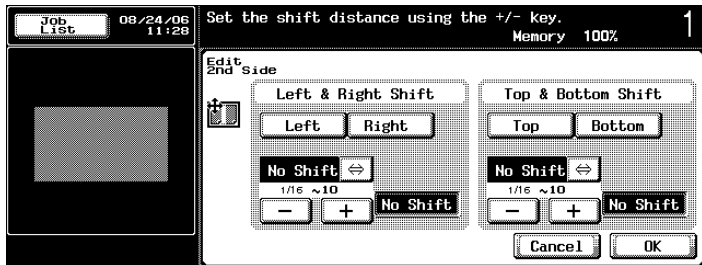 Job
List
08/24/06
11:28
Set the shift distance using the +/- key.
Memory 100%
1
Edit
2nd Side
Left & Right Shift
Left Right
No Shift ⇔
1/16 ~10
− + No Shift
Top & Bottom Shift
Top Bottom
No Shift ⇔
1/16 ~10
− + No Shift
Cancel OK